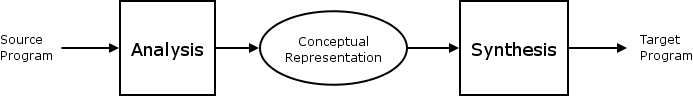 Source
Program
Analysis
Conceptual
Representation
Synthesis
Target
Program